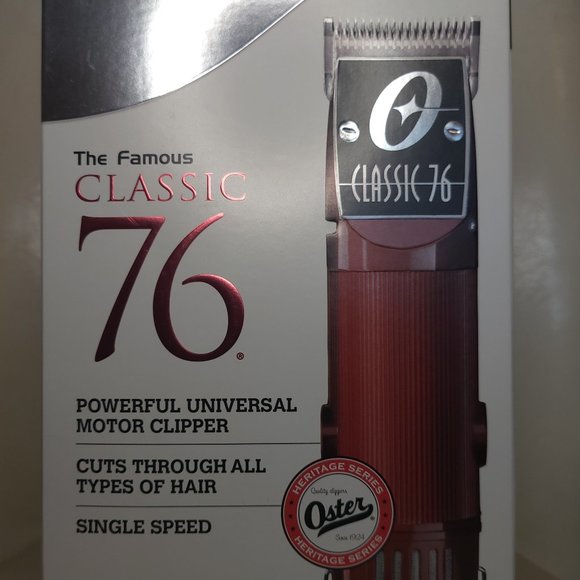 The Famous
CLASSIC
76®
POWERFUL UNIVERSAL
MOTOR CLIPPER
CUTS THROUGH ALL
TYPES OF HAIR
SINGLE SPEED
O
CLASSIC 76
HERITAGE SERIES
Quality clippers
Oster®
Since 1924
HERITAGE SERIES